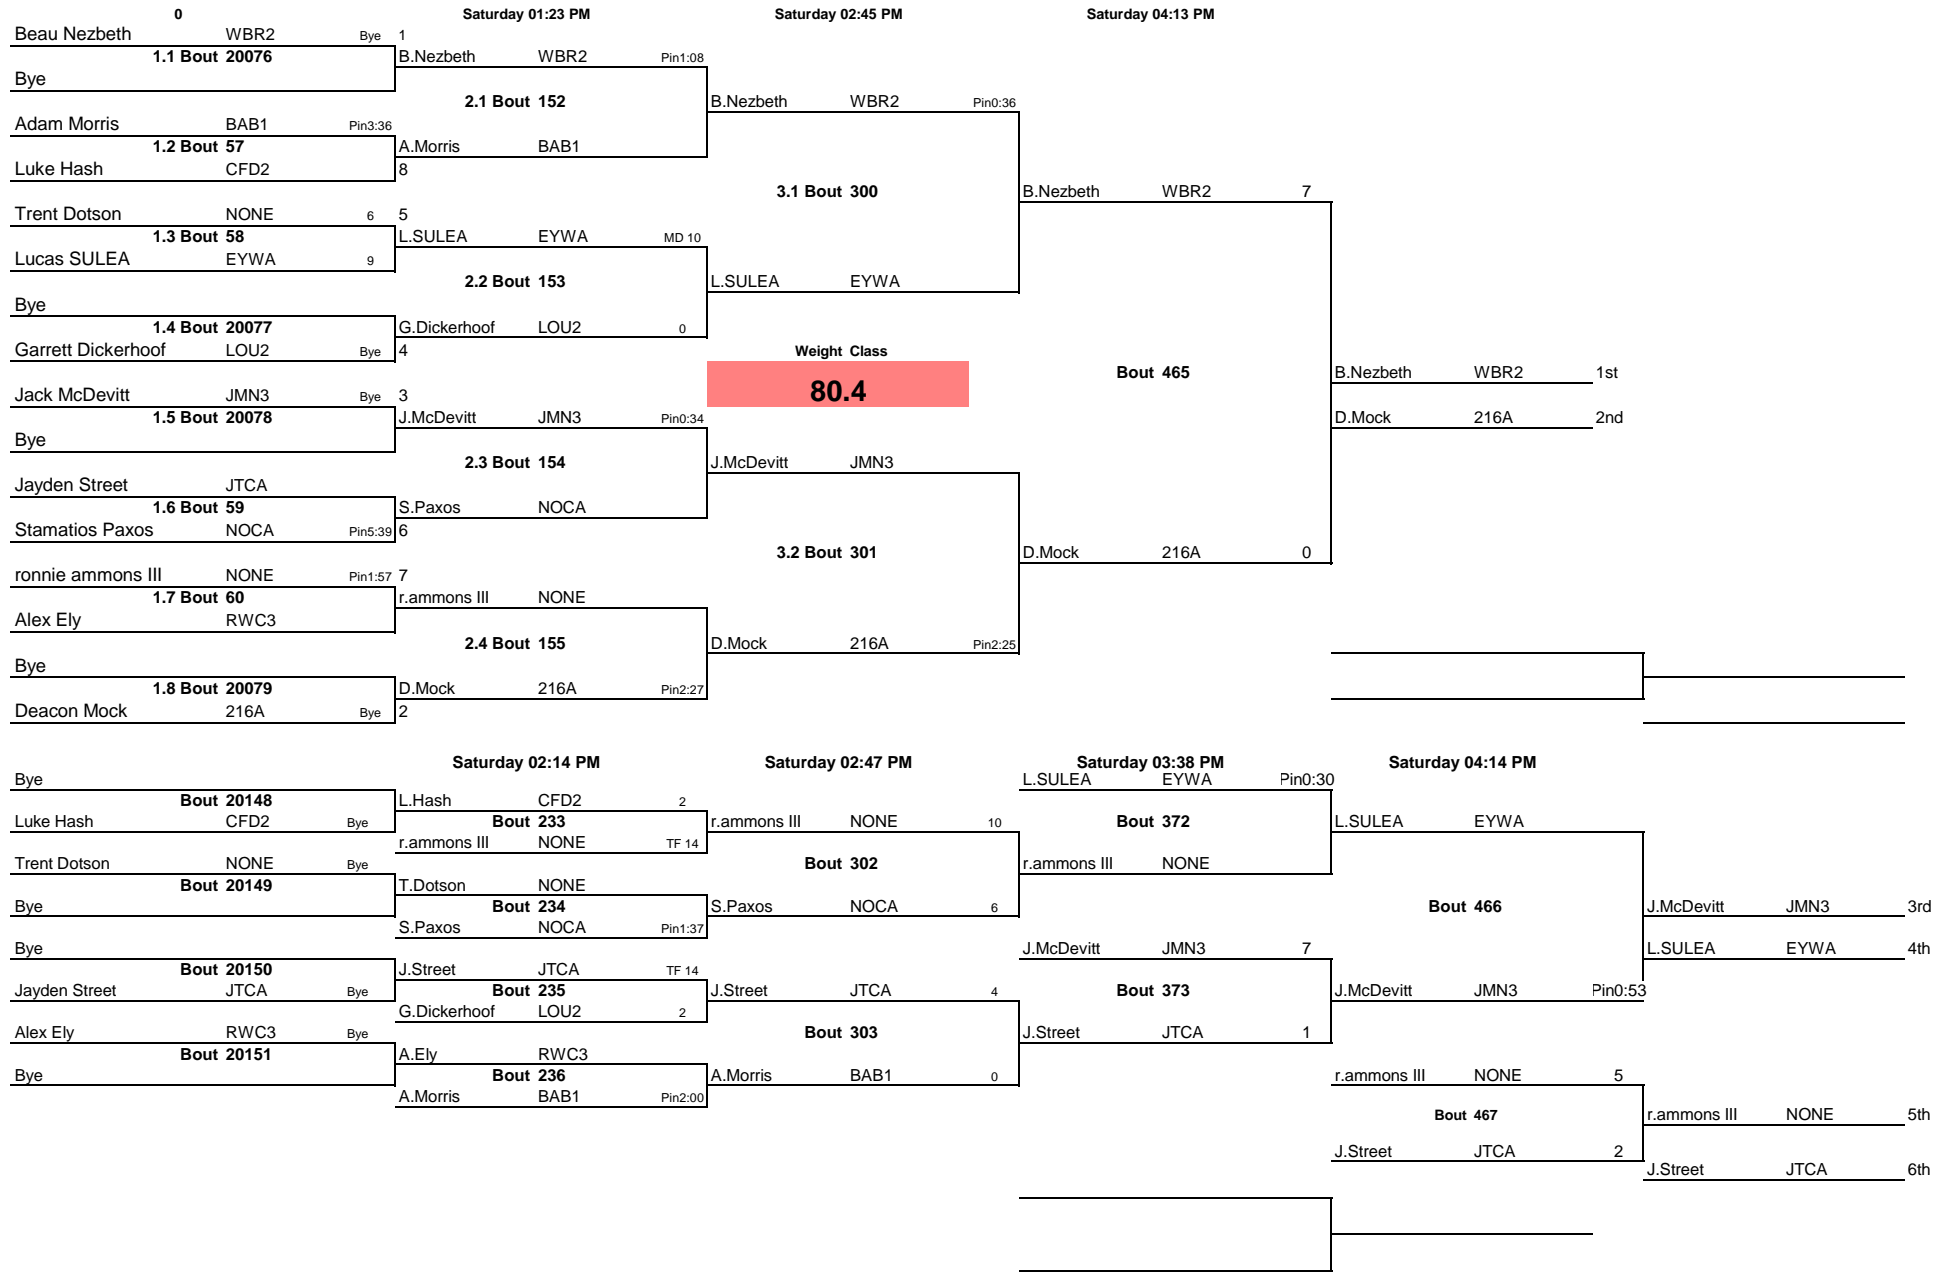 0 Saturday 01:23 PM Saturday 02:45 PM Saturday 04:13 PM
Beau Nezbeth WBR2 Bye 1
1.1 Bout 20076 B.Nezbeth WBR2 Pin1:08
Bye
2.1 Bout 152 B.Nezbeth WBR2 Pin0:36
Adam Morris BAB1 Pin3:36
1.2 Bout 57 A.Morris BAB1
Luke Hash CFD2 8
3.1 Bout 300 B.Nezbeth WBR2 7
Trent Dotson NONE 6 5
1.3 Bout 58 L.SULEA EYWA MD 10
Lucas SULEA EYWA 9
2.2 Bout 153 L.SULEA EYWA
Bye
1.4 Bout 20077 G.Dickerhoof LOU2 0
Garrett Dickerhoof LOU2 Bye 4 Weight Class
Bout 465 B.Nezbeth WBR2 1st
Jack McDevitt JMN3 Bye 3 80.4
1.5 Bout 20078 J.McDevitt JMN3 Pin0:34 D.Mock 216A 2nd
Bye
2.3 Bout 154 J.McDevitt JMN3
Jayden Street JTCA
1.6 Bout 59 S.Paxos NOCA
Stamatios Paxos NOCA Pin5:39 6
3.2 Bout 301 D.Mock 216A 0
ronnie ammons III NONE Pin1:57 7
1.7 Bout 60 r.ammons III NONE
Alex Ely RWC3
2.4 Bout 155 D.Mock 216A Pin2:25
Bye
1.8 Bout 20079 D.Mock 216A Pin2:27
Deacon Mock 216A Bye 2
Saturday 02:14 PM Saturday 02:47 PM Saturday 03:38 PM Saturday 04:14 PM
Bye L.SULEA EYWA Pin0:30
Bout 20148 L.Hash CFD2 2
Luke Hash CFD2 Bye Bout 233 r.ammons III NONE 10 Bout 372 L.SULEA EYWA
r.ammons III NONE TF 14
Trent Dotson NONE Bye Bout 302 r.ammons III NONE
Bout 20149 T.Dotson NONE
Bye Bout 234 S.Paxos NOCA 6 Bout 466 J.McDevitt JMN3 3rd
S.Paxos NOCA Pin1:37
Bye J.McDevitt JMN3 7 L.SULEA EYWA 4th
Bout 20150 J.Street JTCA TF 14
Jayden Street JTCA Bye Bout 235 J.Street JTCA 4 Bout 373 J.McDevitt JMN3 Pin0:53
G.Dickerhoof LOU2 2
Alex Ely RWC3 Bye Bout 303 J.Street JTCA 1
Bout 20151 A.Ely RWC3
Bye Bout 236 A.Morris BAB1 0 r.ammons III NONE 5
A.Morris BAB1 Pin2:00
Bout 467 r.ammons III NONE 5th
J.Street JTCA 2
J.Street JTCA 6th